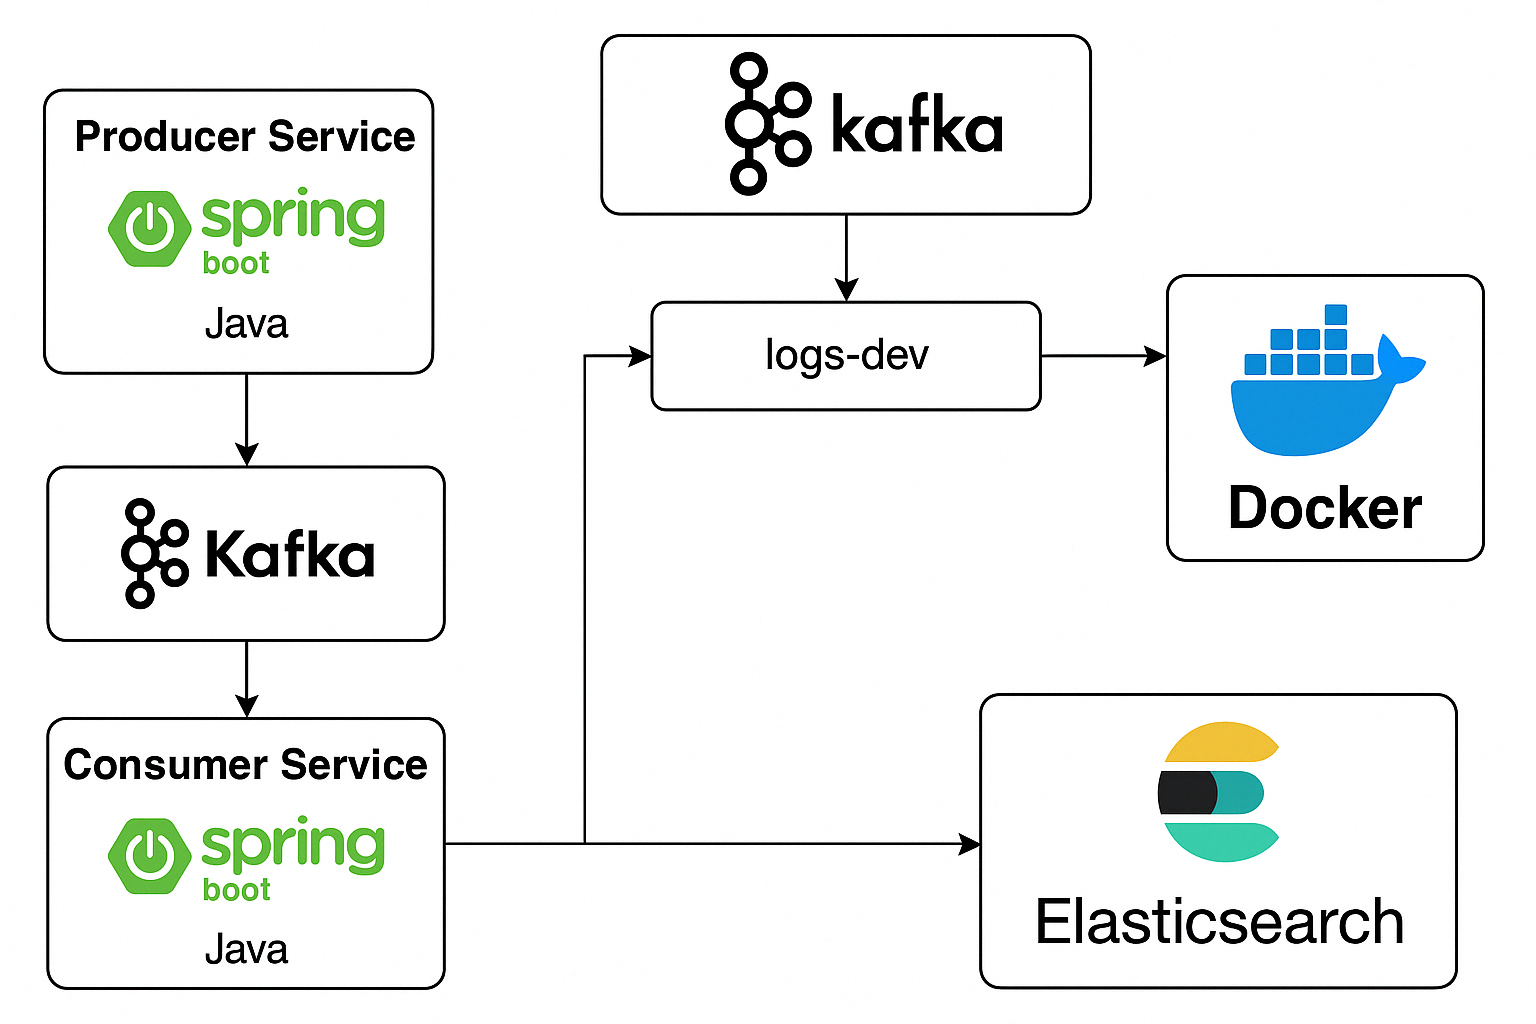 Producer Service
spring
boot
Java
Kafka
Consumer Service
spring
boot
Java
kafka
logs-dev
Docker
Elasticsearch